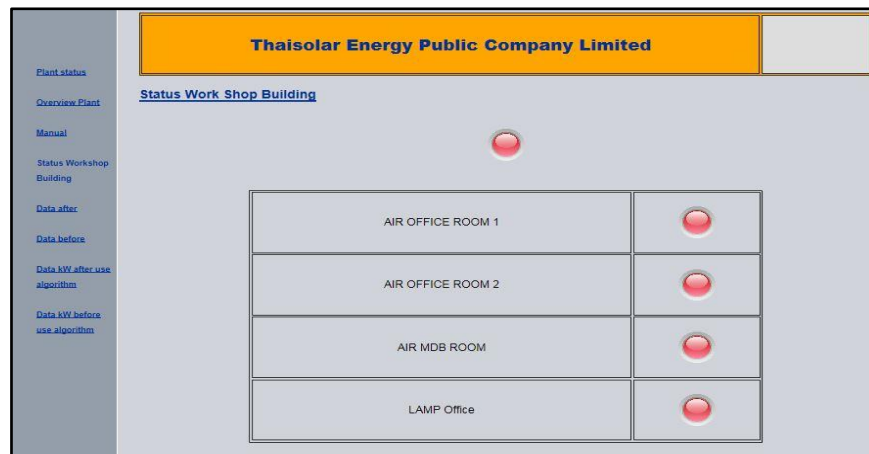 Thaisolar Energy Public Company Limited
Plant status
Overview Plant
Manual
Status Workshop
Building
Data after
Data before
Data kW after use
algorithm
Data kW before
use algorithm
Status Work Shop Building
AIR OFFICE ROOM 1
AIR OFFICE ROOM 2
AIR MDB ROOM
LAMP Office